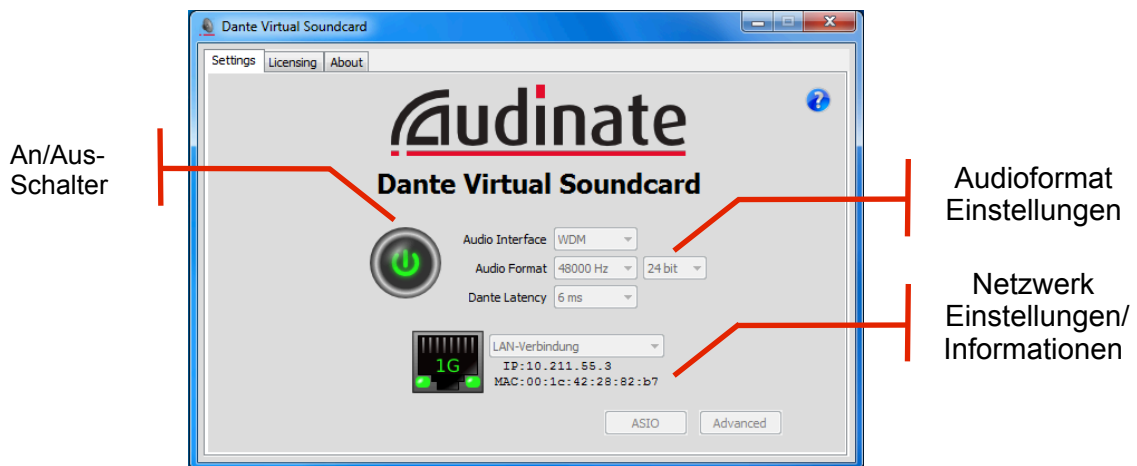 Dante Virtual Soundcard
Settings Licensing About
Audinate
Dante Virtual Soundcard
An/Aus-
Schalter
Audio Interface WDM
Audio Format 48000 Hz 24 bit
Dante Latency 6 ms
Audioformat
Einstellungen
1G
LAN-Verbindung
IP:10.211.55.3
MAC:00:1c:42:28:82:b7
Netzwerk
Einstellungen/
Informationen
ASIO Advanced